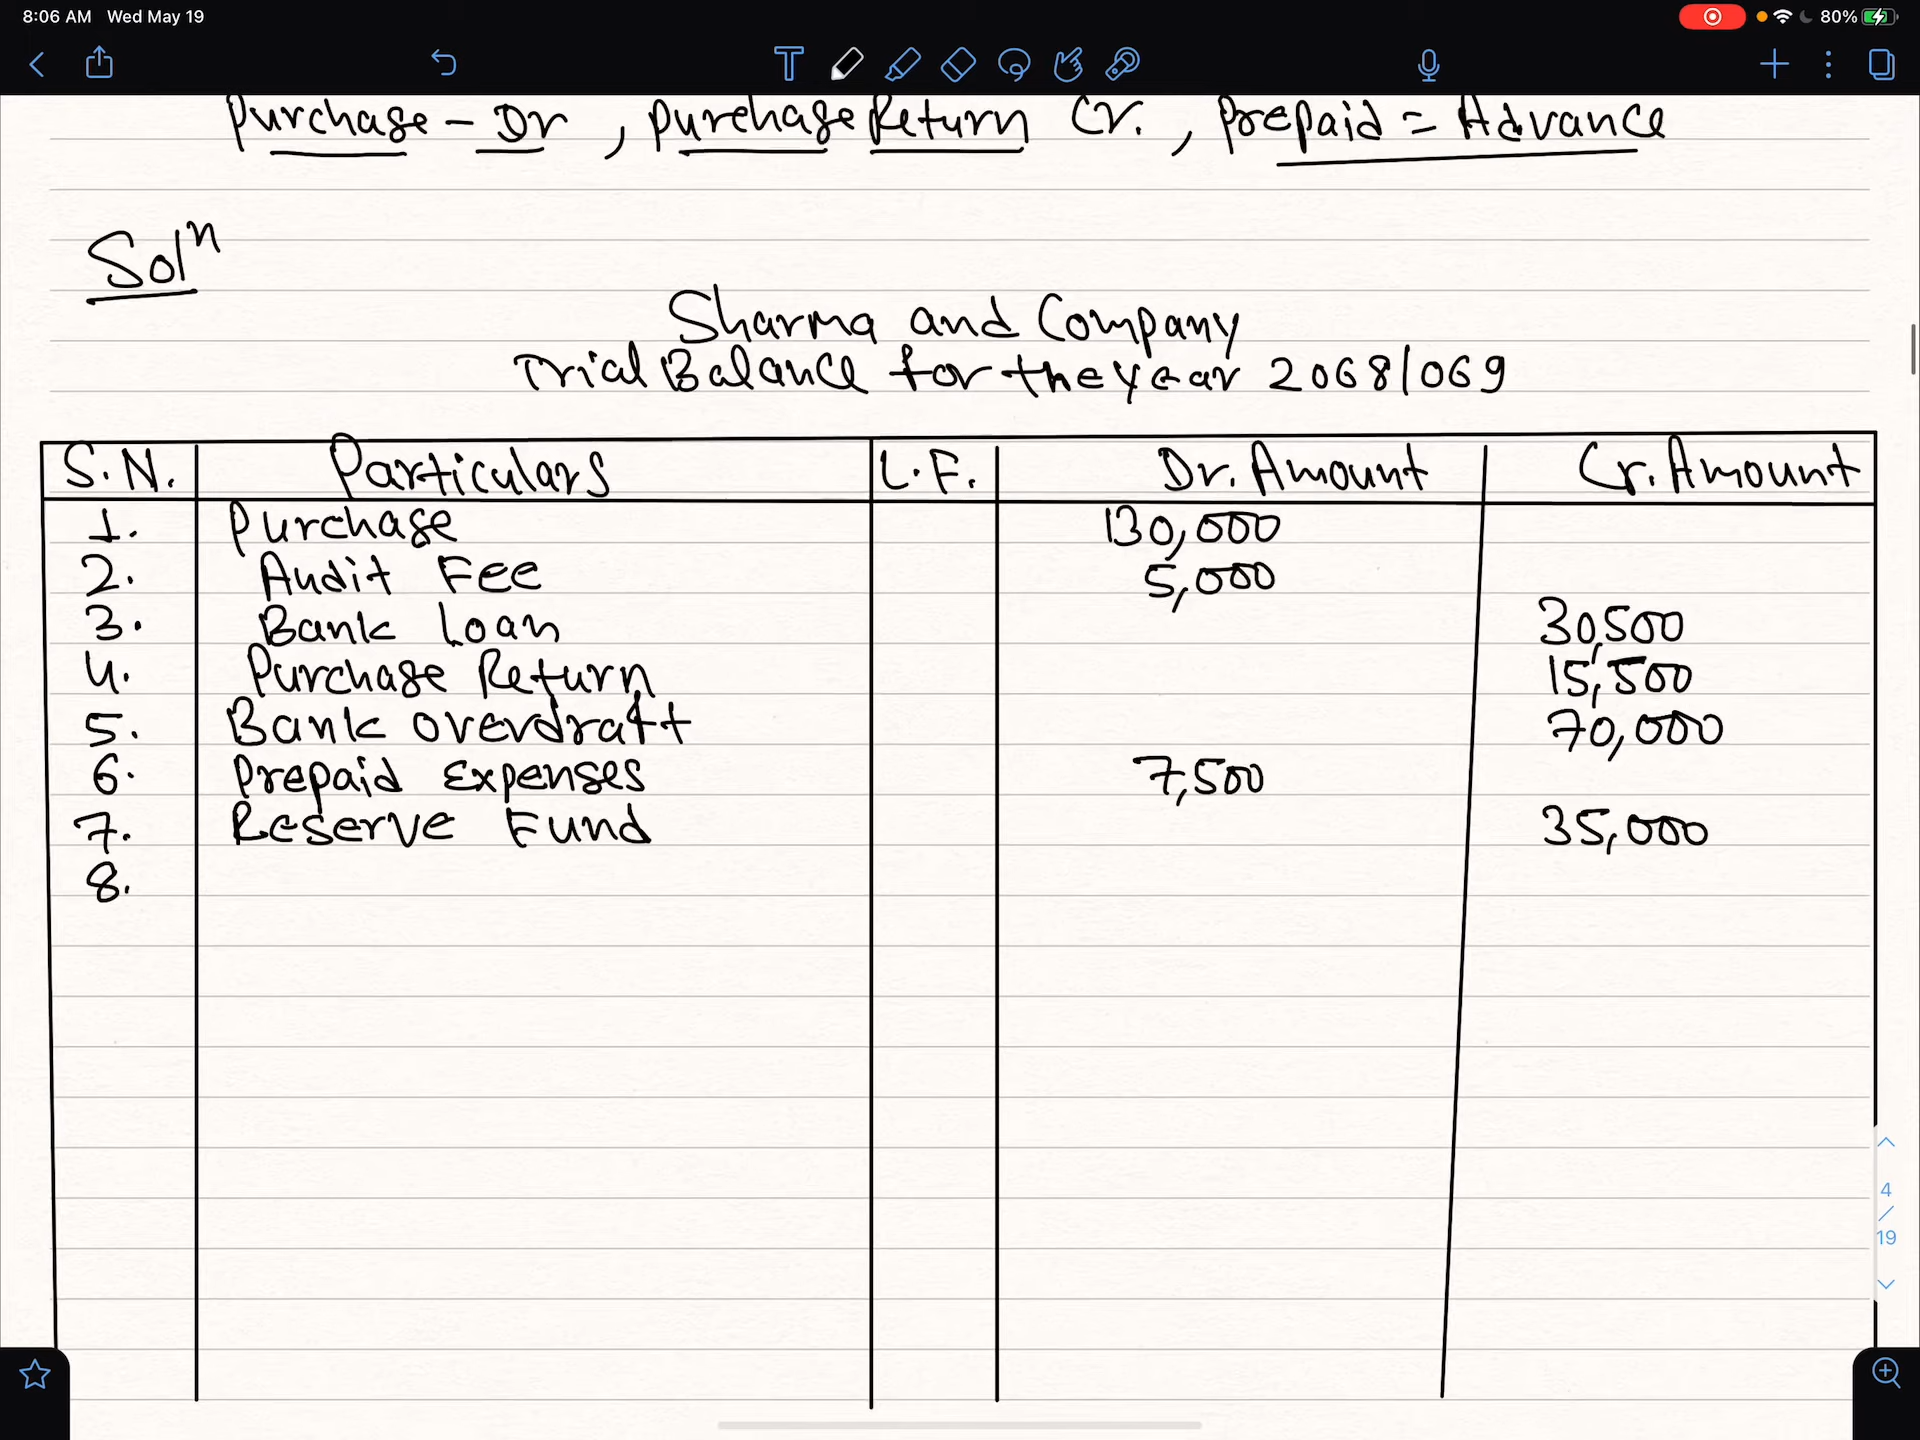 8:06 AM Wed May 19
80%
T
Purchase - Dr , Purchase Return Cr. , Prepaid = Advance
Solⁿ
Sharma and Company
Trial Balance for the year 2068/069
S.N. Particulars L.F. Dr. Amount Cr. Amount
1. Purchase 130,000
2. Audit Fee 5,000
3. Bank Loan 30,500
4. Purchase Return 15,500
5. Bank overdraft 70,000
6. Prepaid Expenses 7,500
7. Reserve Fund 35,000
8.
4
/
19